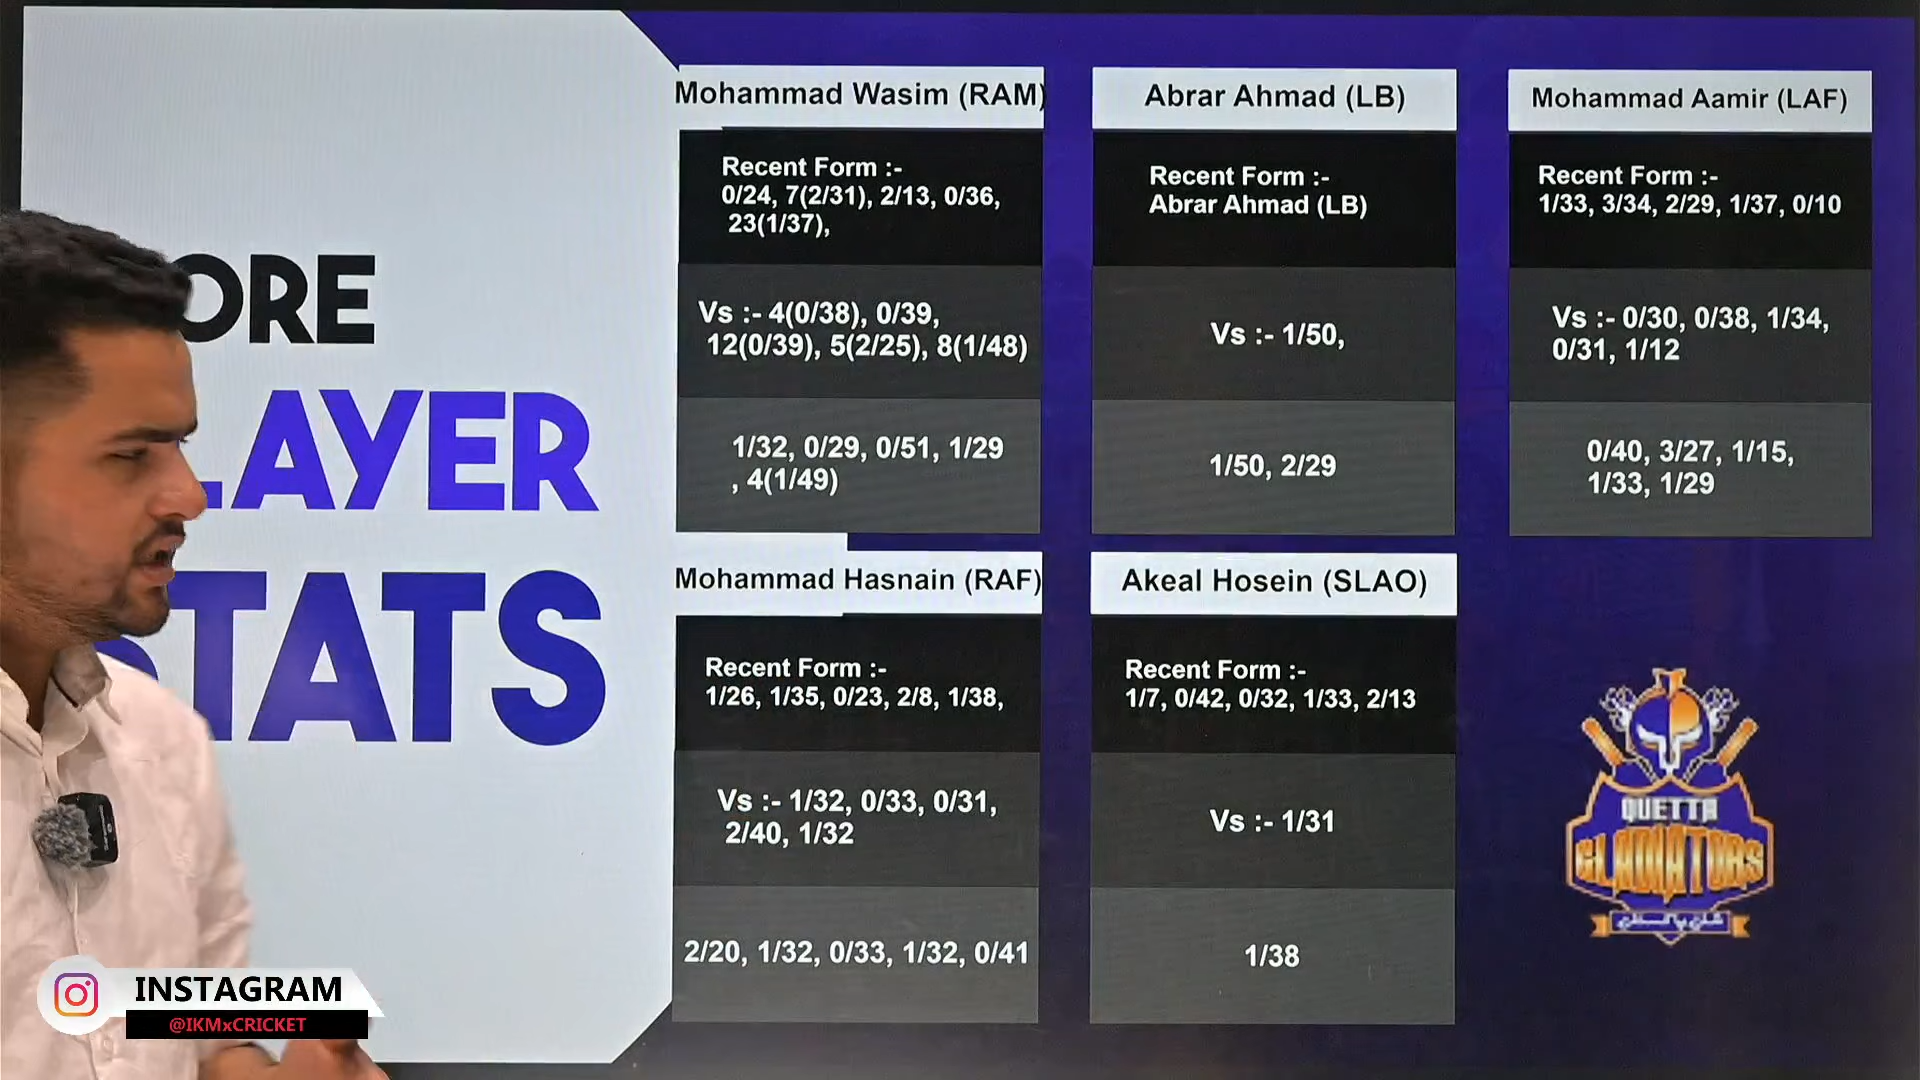 ORE
LAYER
STATS
Mohammad Wasim (RAM)
Recent Form :-
0/24, 7(2/31), 2/13, 0/36,
23(1/37),
Vs :- 4(0/38), 0/39,
12(0/39), 5(2/25), 8(1/48)
1/32, 0/29, 0/51, 1/29
, 4(1/49)
Abrar Ahmad (LB)
Recent Form :-
Abrar Ahmad (LB)
Vs :- 1/50,
1/50, 2/29
Mohammad Aamir (LAF)
Recent Form :-
1/33, 3/34, 2/29, 1/37, 0/10
Vs :- 0/30, 0/38, 1/34,
0/31, 1/12
0/40, 3/27, 1/15,
1/33, 1/29
Mohammad Hasnain (RAF)
Recent Form :-
1/26, 1/35, 0/23, 2/8, 1/38,
Vs :- 1/32, 0/33, 0/31,
2/40, 1/32
2/20, 1/32, 0/33, 1/32, 0/41
Akeal Hosein (SLAO)
Recent Form :-
1/7, 0/42, 0/32, 1/33, 2/13
Vs :- 1/31
1/38
QUETTA
GLADIATORS
شان پاکستان
INSTAGRAM
@IKMxCRICKET